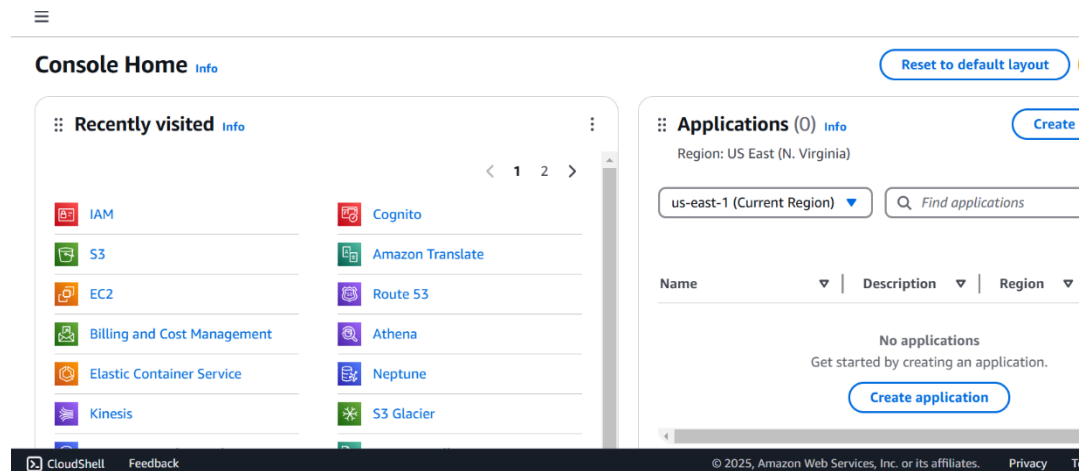 Console Home Info
Reset to default layout
Recently visited Info
1 2
IAM
S3
EC2
Billing and Cost Management
Elastic Container Service
Kinesis
Cognito
Amazon Translate
Route 53
Athena
Neptune
S3 Glacier
Applications (0) Info
Create
Region: US East (N. Virginia)
us-east-1 (Current Region)
Find applications
Name Description Region
No applications
Get started by creating an application.
Create application
CloudShell Feedback
© 2025, Amazon Web Services, Inc. or its affiliates. Privacy